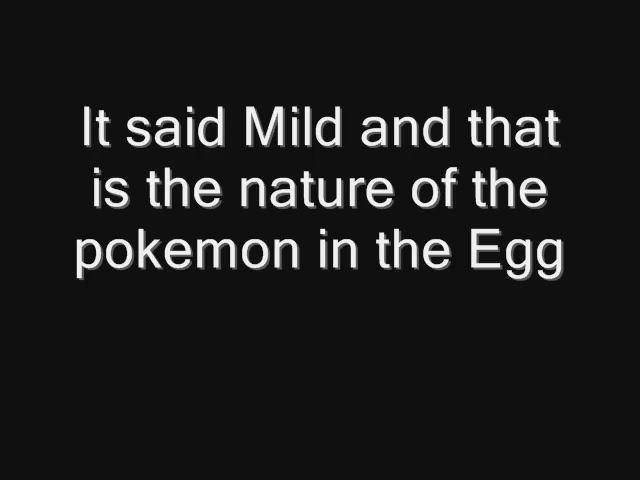 It said Mild and that
is the nature of the
pokemon in the Egg